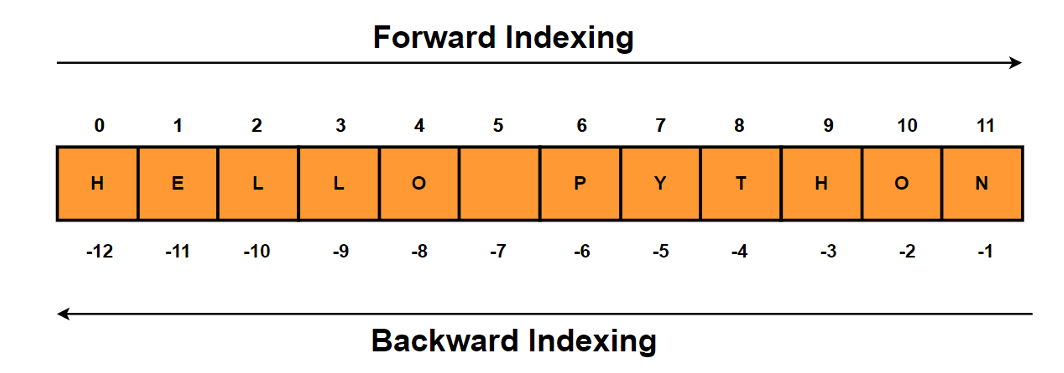 Forward Indexing
0 1 2 3 4 5 6 7 8 9 10 11
H E L L O P Y T H O N
-12 -11 -10 -9 -8 -7 -6 -5 -4 -3 -2 -1
Backward Indexing